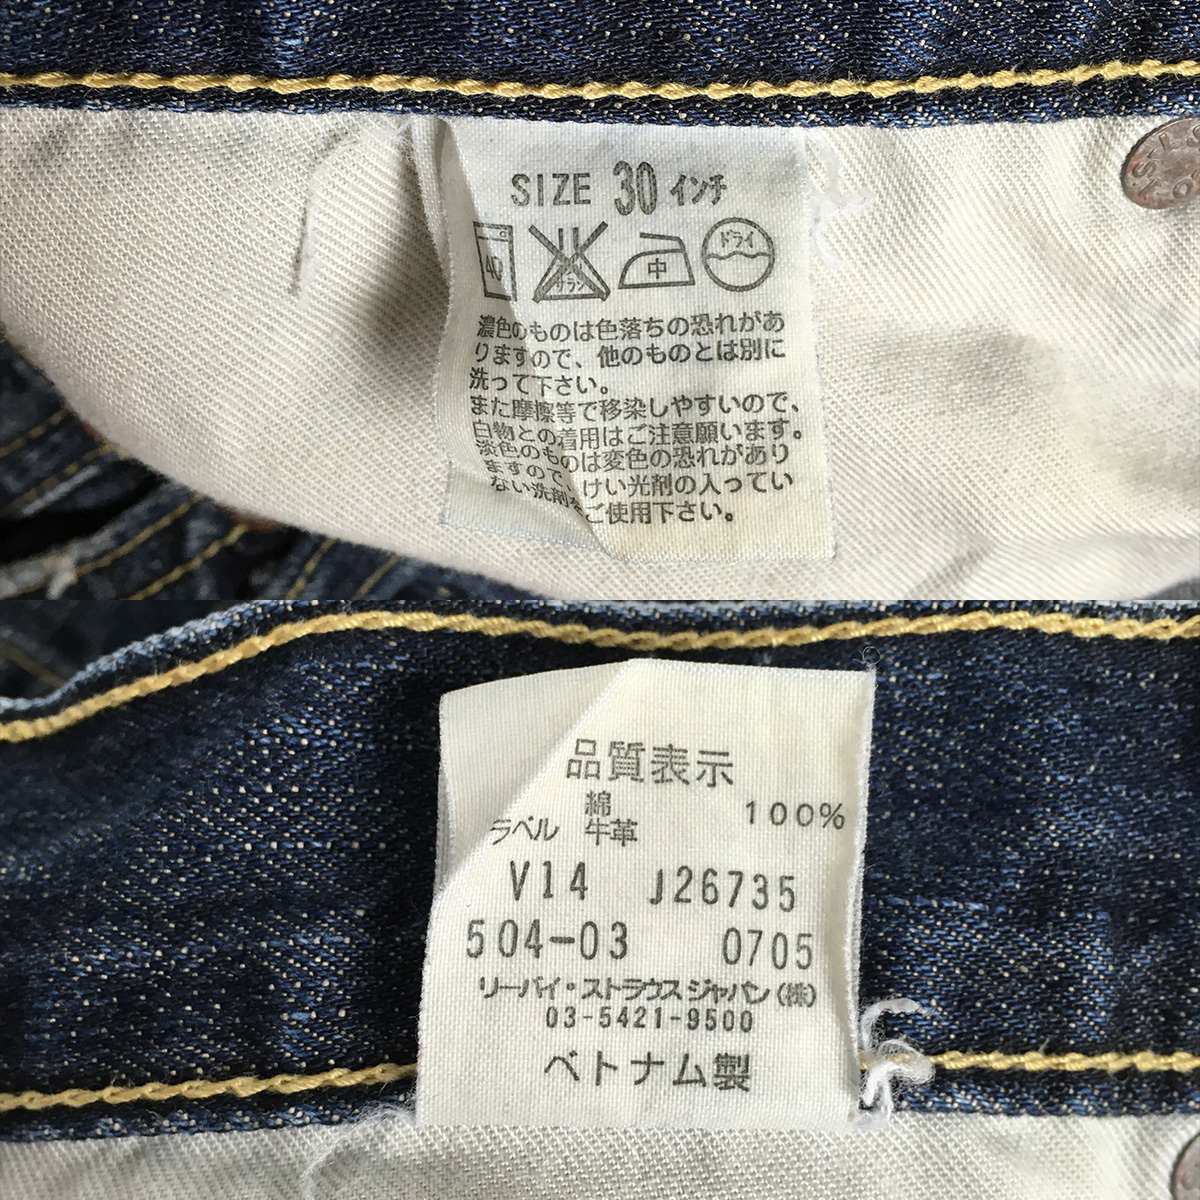 SIZE 30 インチ
40 サラシ 中 ドライ
濃色のものは色落ちの恐れがあ
りますので、他のものとは別に
洗って下さい。
また摩擦等で移染しやすいので、
白物との着用はご注意願います。
淡色のものは変色の恐れがあり
ますので、けい光剤の入ってい
ない洗剤をご使用下さい。
品質表示
綿 100%
ラベル 牛革
V14 J26735
504-03 0705
リーバイ・ストラウスジャパン(株)
03-5421-9500
ベトナム製